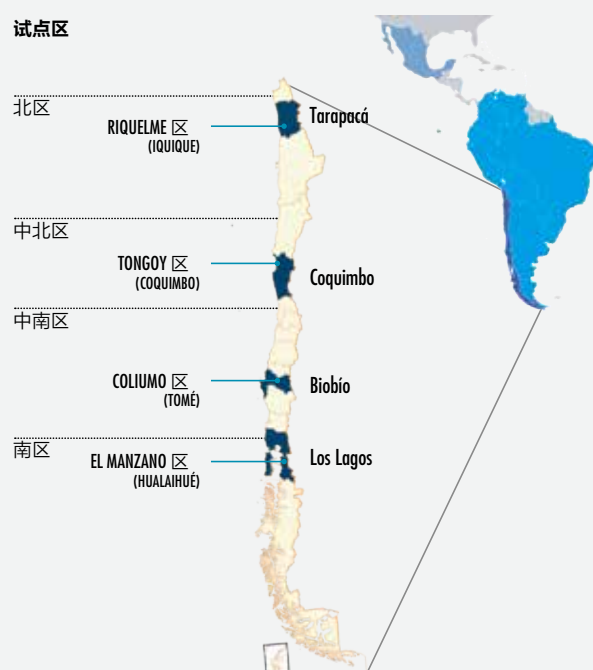 试点区
北区
RIQUELME 区
(IQUIQUE)
Tarapacá
中北区
TONGOY 区
(COQUIMBO)
Coquimbo
中南区
COLIUMO 区
(TOMÉ)
Biobío
南区
EL MANZANO 区
(HUALAIHUÉ)
Los Lagos